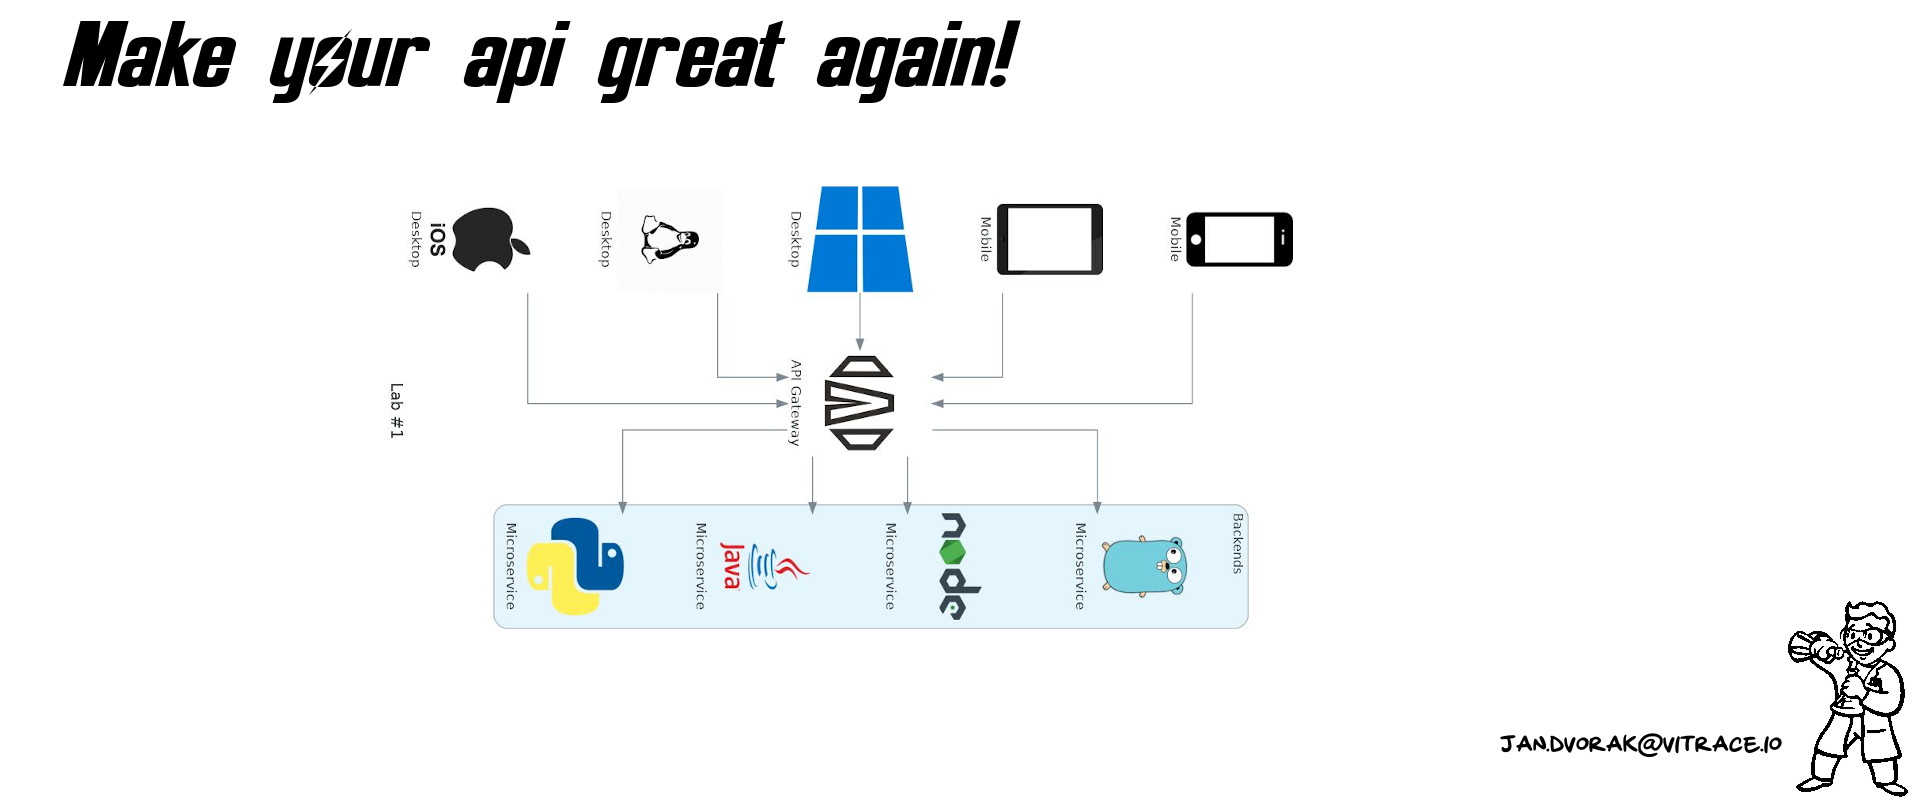 Make your api great again!
iOS
Desktop
Desktop
Desktop
Mobile
Mobile
API Gateway
Lab #1
Backends
Microservice
Java
Microservice
node
Microservice
Microservice
JAN.DVORAK@VITRACE.IO